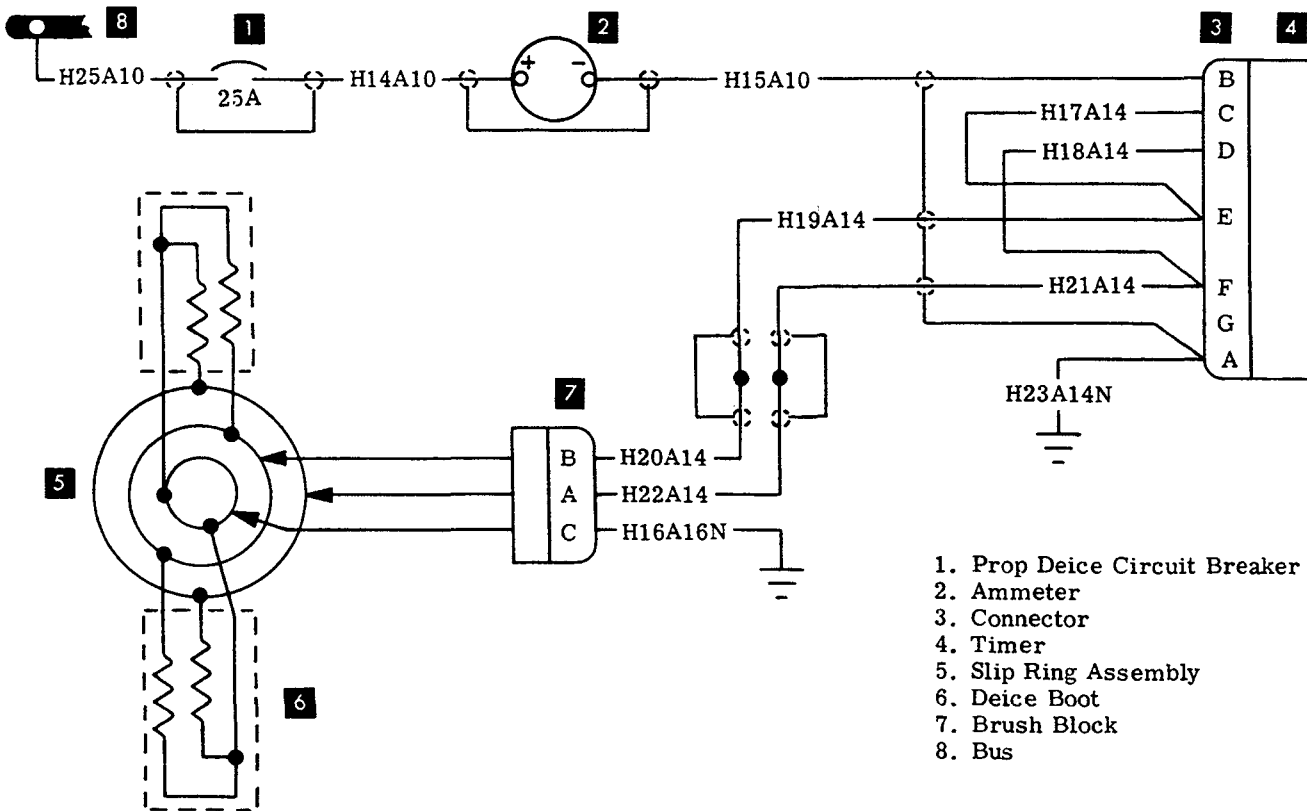 8
1
2
3
4
H25A10
25A
H14A10
+
-
H15A10
B
H17A14
C
H18A14
D
H19A14
E
H21A14
F
G
A
H23A14N
7
5
B
H20A14
A
H22A14
C
H16A16N
6
1. Prop Deice Circuit Breaker
2. Ammeter
3. Connector
4. Timer
5. Slip Ring Assembly
6. Deice Boot
7. Brush Block
8. Bus